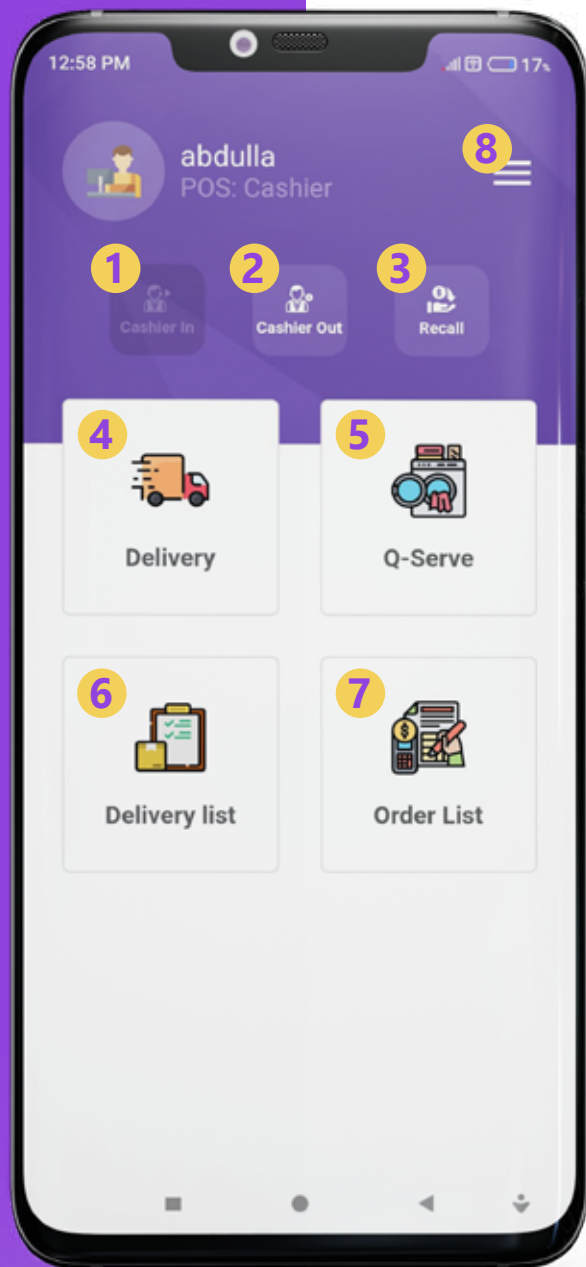 12:58 PM 17%
abdulla
POS: Cashier
8
1 2 3
Cashier In Cashier Out Recall
4 5
Delivery Q-Serve
6 7
Delivery list Order List